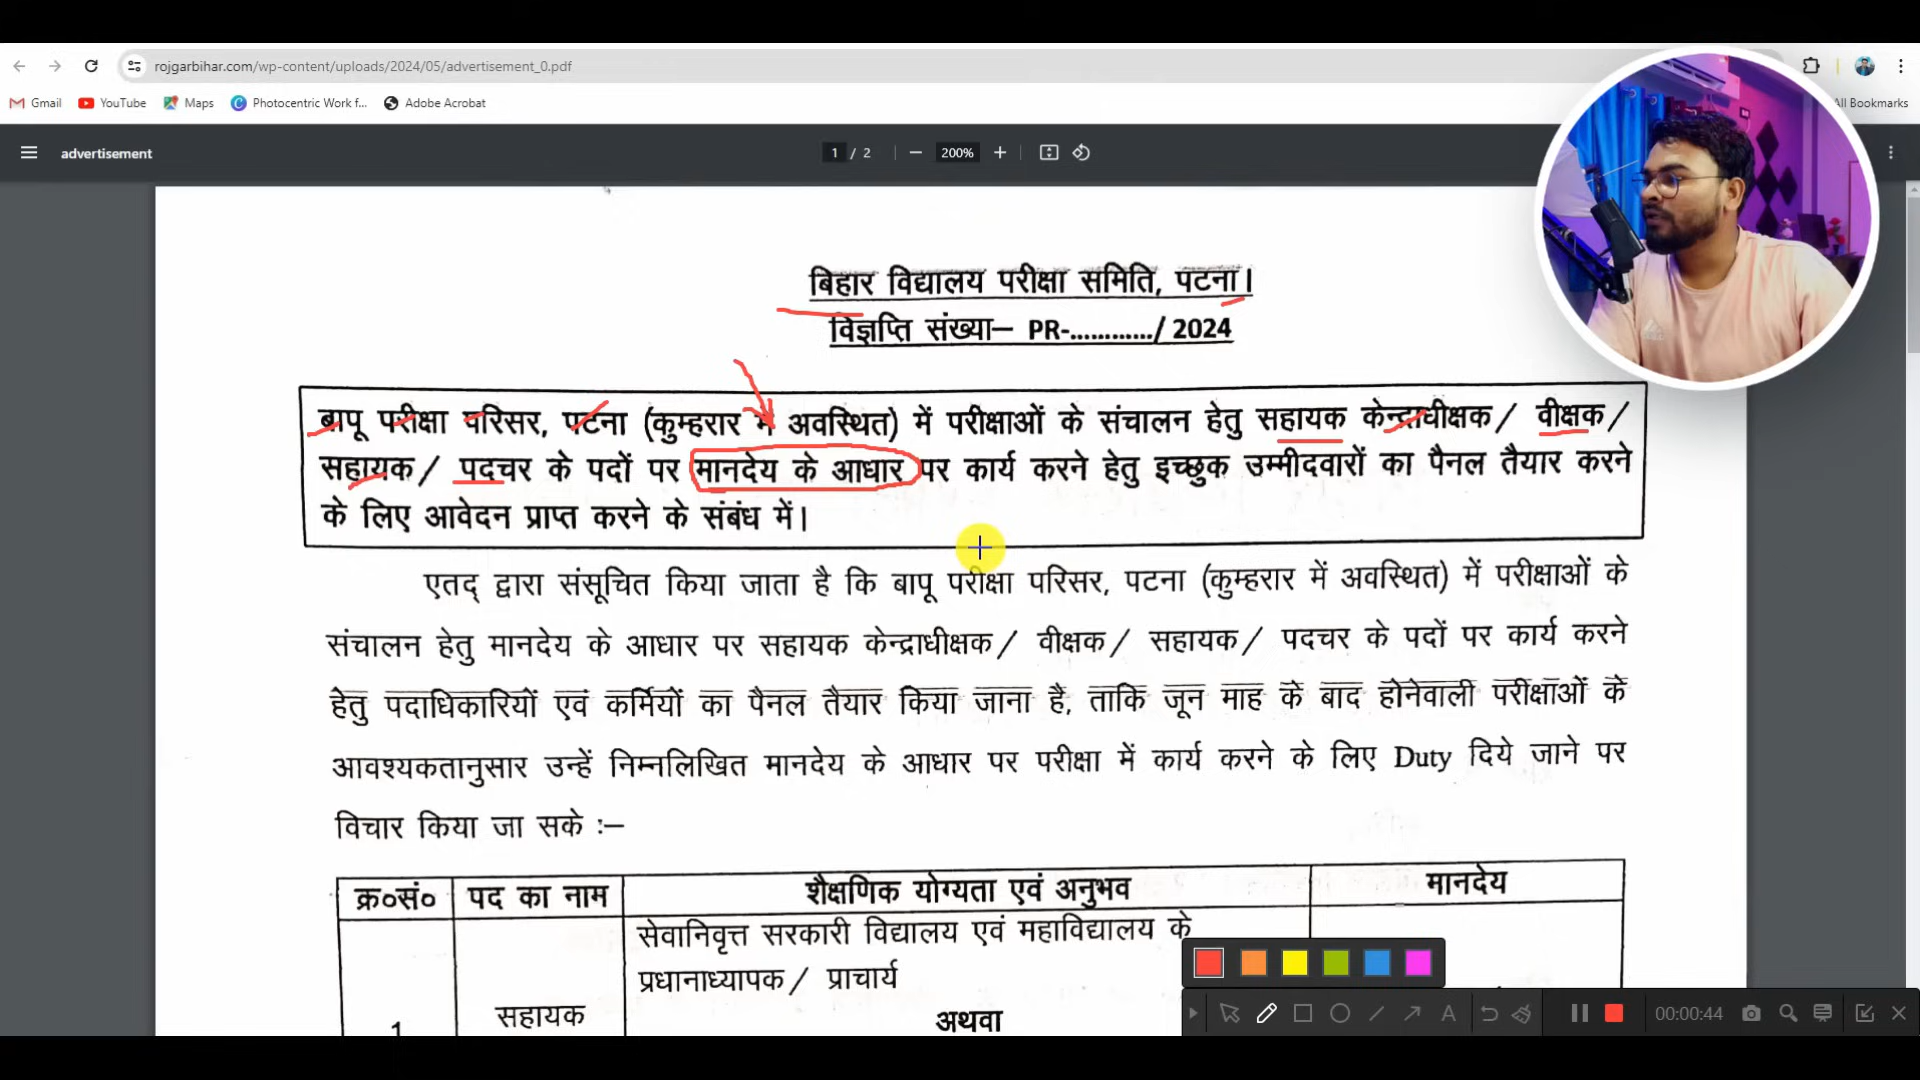 rojgarbihar.com/wp-content/uploads/2024/05/advertisement_0.pdf
Gmail YouTube Maps Photocentric Work f... Adobe Acrobat All Bookmarks
advertisement 1 / 2 200%
बिहार विद्यालय परीक्षा समिति, पटना।
विज्ञप्ति संख्या– PR-............/ 2024
बापू परीक्षा परिसर, पटना (कुम्हरार में अवस्थित) में परीक्षाओं के संचालन हेतु सहायक केन्द्राधीक्षक/ वीक्षक/
सहायक/ पदचर के पदों पर मानदेय के आधार पर कार्य करने हेतु इच्छुक उम्मीदवारों का पैनल तैयार करने
के लिए आवेदन प्राप्त करने के संबंध में।
एतद् द्वारा संसूचित किया जाता है कि बापू परीक्षा परिसर, पटना (कुम्हरार में अवस्थित) में परीक्षाओं के
संचालन हेतु मानदेय के आधार पर सहायक केन्द्राधीक्षक/ वीक्षक/ सहायक/ पदचर के पदों पर कार्य करने
हेतु पदाधिकारियों एवं कर्मियों का पैनल तैयार किया जाना है, ताकि जून माह के बाद होनेवाली परीक्षाओं के
आवश्यकतानुसार उन्हें निम्नलिखित मानदेय के आधार पर परीक्षा में कार्य करने के लिए Duty दिये जाने पर
विचार किया जा सके :–
क्र०सं० पद का नाम शैक्षणिक योग्यता एवं अनुभव मानदेय
सेवानिवृत्त सरकारी विद्यालय एवं महाविद्यालय के
प्रधानाध्यापक/ प्राचार्य
1 सहायक अथवा
00:00:44